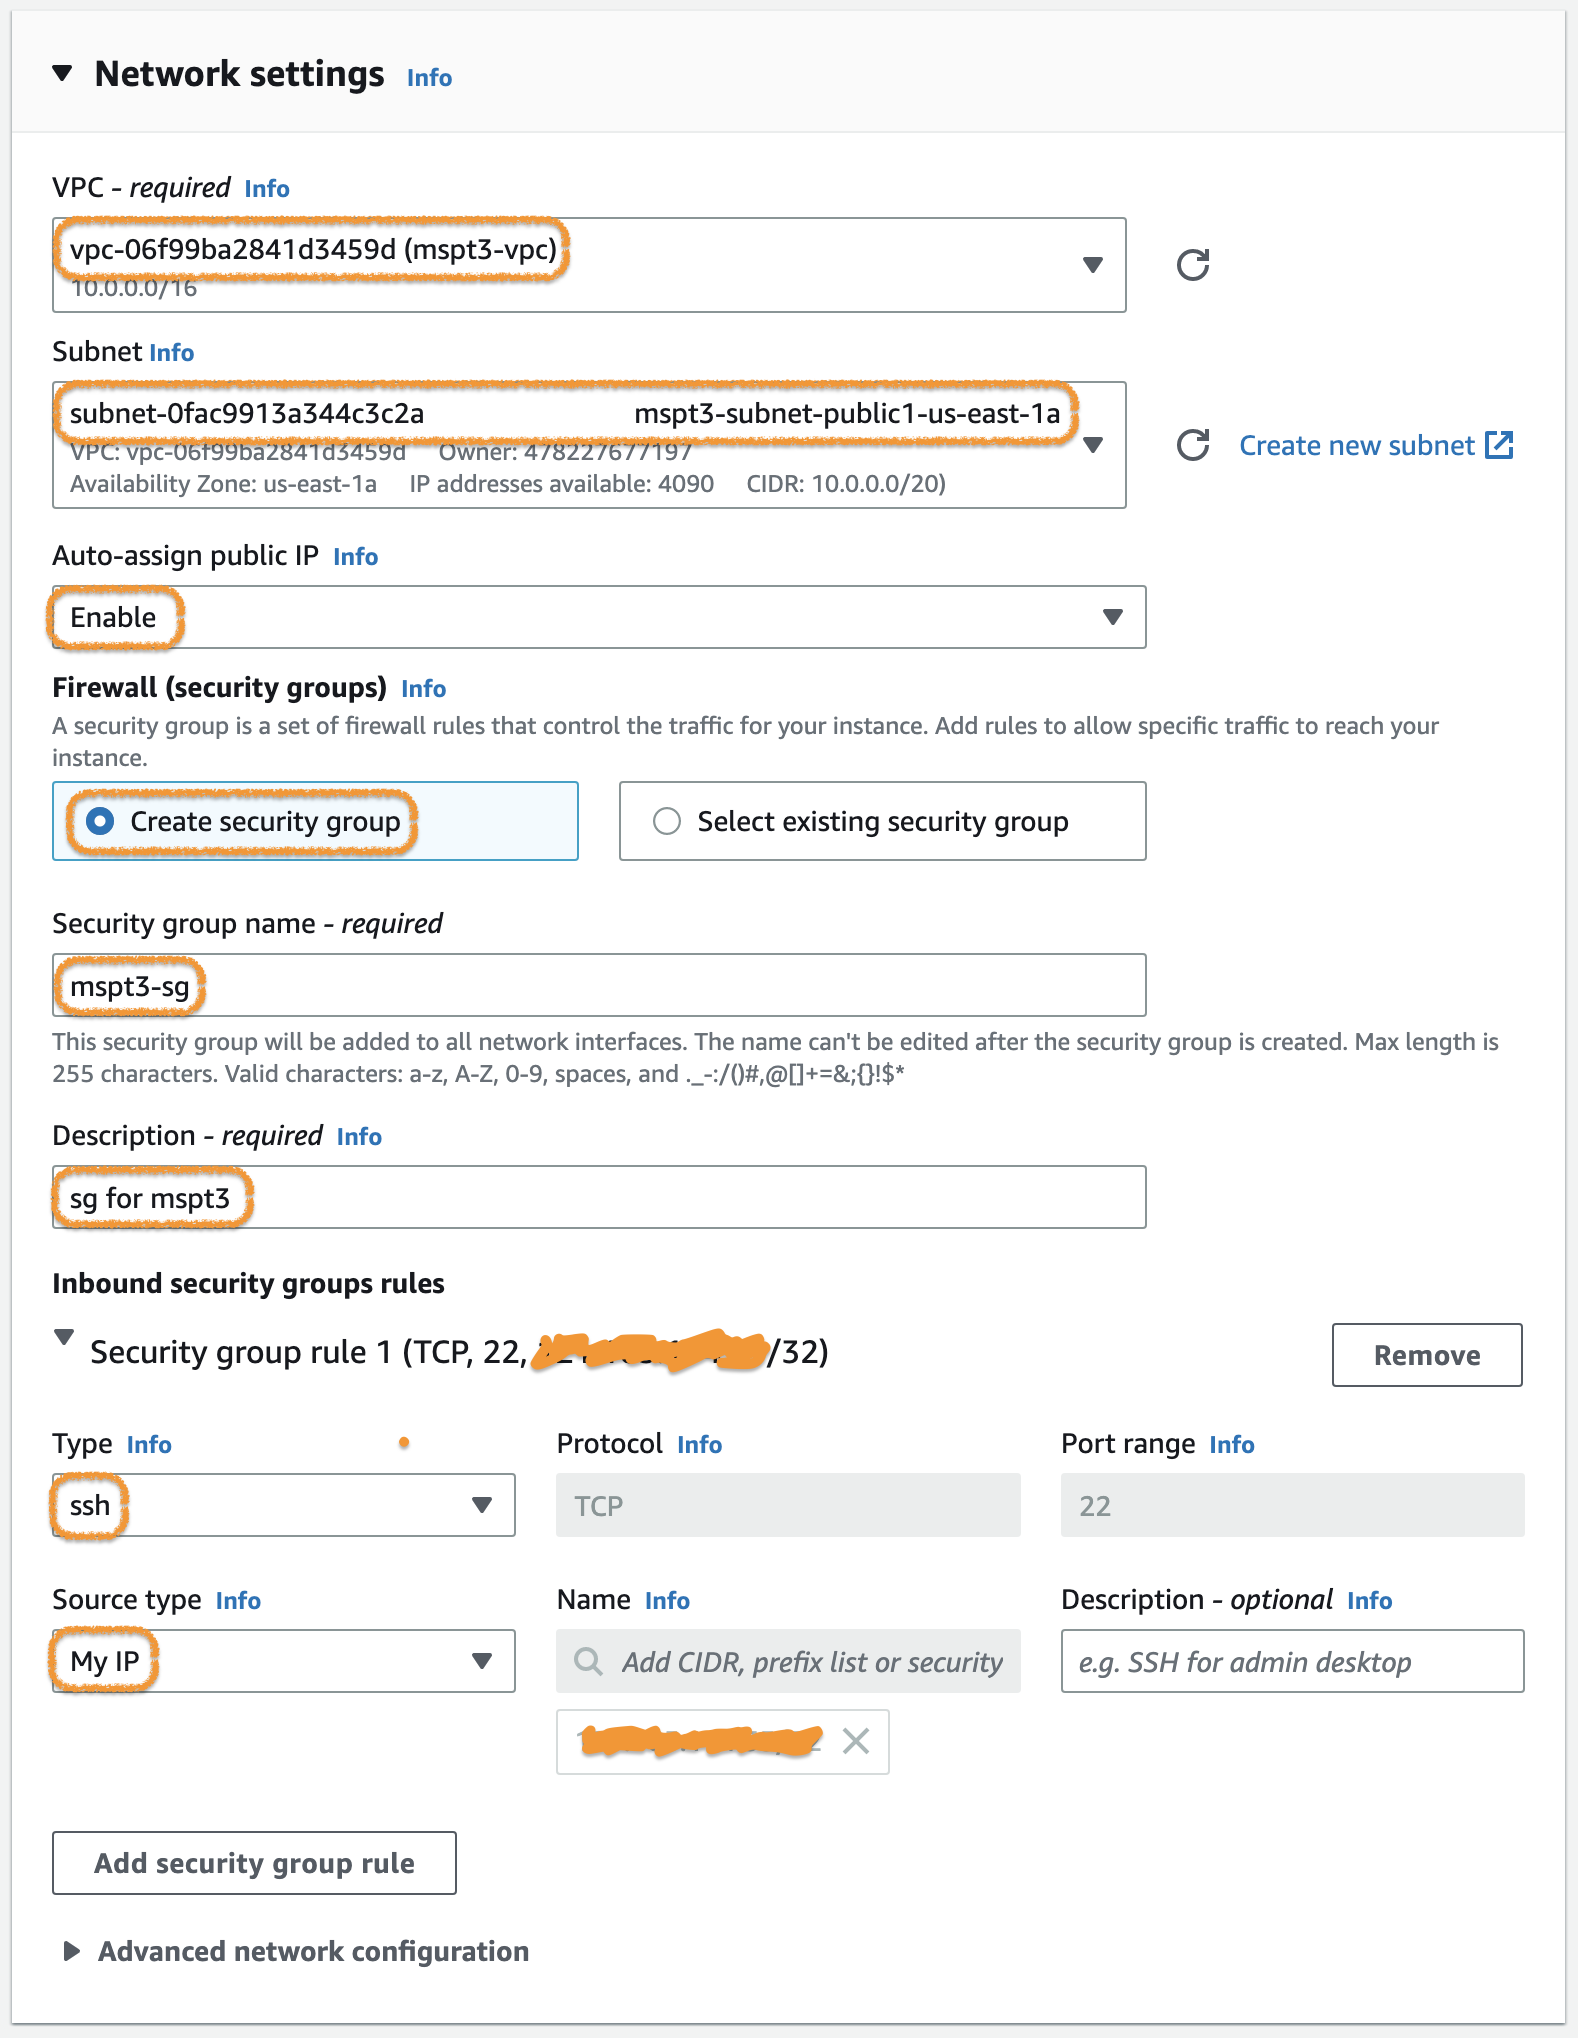 Network settings Info
VPC - required Info
vpc-06f99ba2841d3459d (mspt3-vpc)
10.0.0.0/16
Subnet Info
subnet-0fac9913a344c3c2a mspt3-subnet-public1-us-east-1a
VPC: vpc-06f99ba2841d3459d Owner: 478227677197
Availability Zone: us-east-1a IP addresses available: 4090 CIDR: 10.0.0.0/20)
Create new subnet
Auto-assign public IP Info
Enable
Firewall (security groups) Info
A security group is a set of firewall rules that control the traffic for your instance. Add rules to allow specific traffic to reach your
instance.
Create security group
Select existing security group
Security group name - required
mspt3-sg
This security group will be added to all network interfaces. The name can't be edited after the security group is created. Max length is
255 characters. Valid characters: a-z, A-Z, 0-9, spaces, and ._-:/()#,@[]+=&;{}!$*
Description - required Info
sg for mspt3
Inbound security groups rules
Security group rule 1 (TCP, 22, /32)
Remove
Type Info
Protocol Info
Port range Info
ssh
TCP
22
Source type Info
Name Info
Description - optional Info
My IP
Add CIDR, prefix list or security
e.g. SSH for admin desktop
Add security group rule
Advanced network configuration